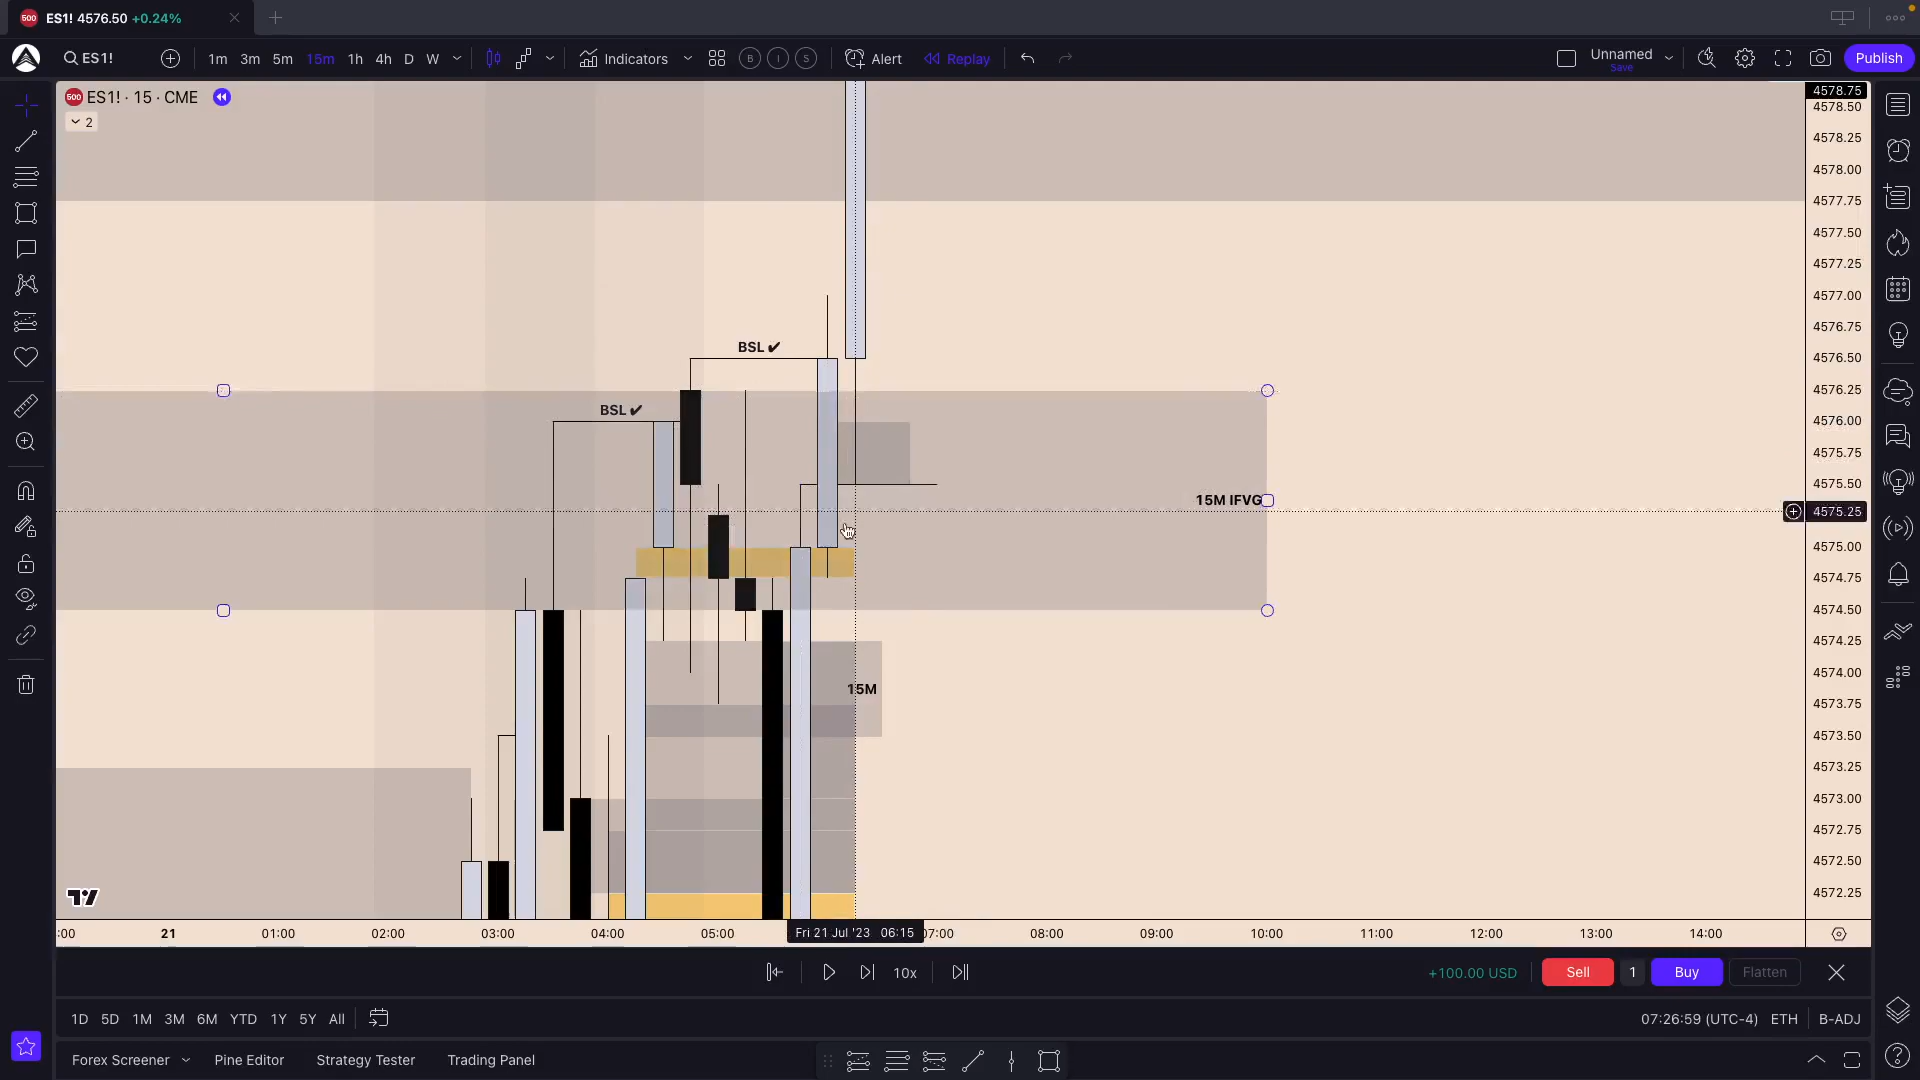 500 ES1! 4576.50 +0.24%
ES1! 1m 3m 5m 15m 1h 4h D W Indicators B I S Alert Replay Unnamed Save Publish
500 ES1! · 15 · CME
2
4578.75
4578.50
4578.25
4578.00
4577.75
4577.50
4577.25
4577.00
4576.75
BSL ✔
4576.50
4576.25
BSL ✔
4576.00
4575.75
4575.50
15M IFVG
4575.25
4575.00
4574.75
4574.50
4574.25
4574.00
15M
4573.75
4573.50
4573.25
4573.00
4572.75
4572.50
4572.25
:00 21 01:00 02:00 03:00 04:00 05:00 Fri 21 Jul '23 06:15 07:00 08:00 09:00 10:00 11:00 12:00 13:00 14:00
10x +100.00 USD Sell 1 Buy Flatten
1D 5D 1M 3M 6M YTD 1Y 5Y All 07:26:59 (UTC-4) ETH B-ADJ
Forex Screener Pine Editor Strategy Tester Trading Panel